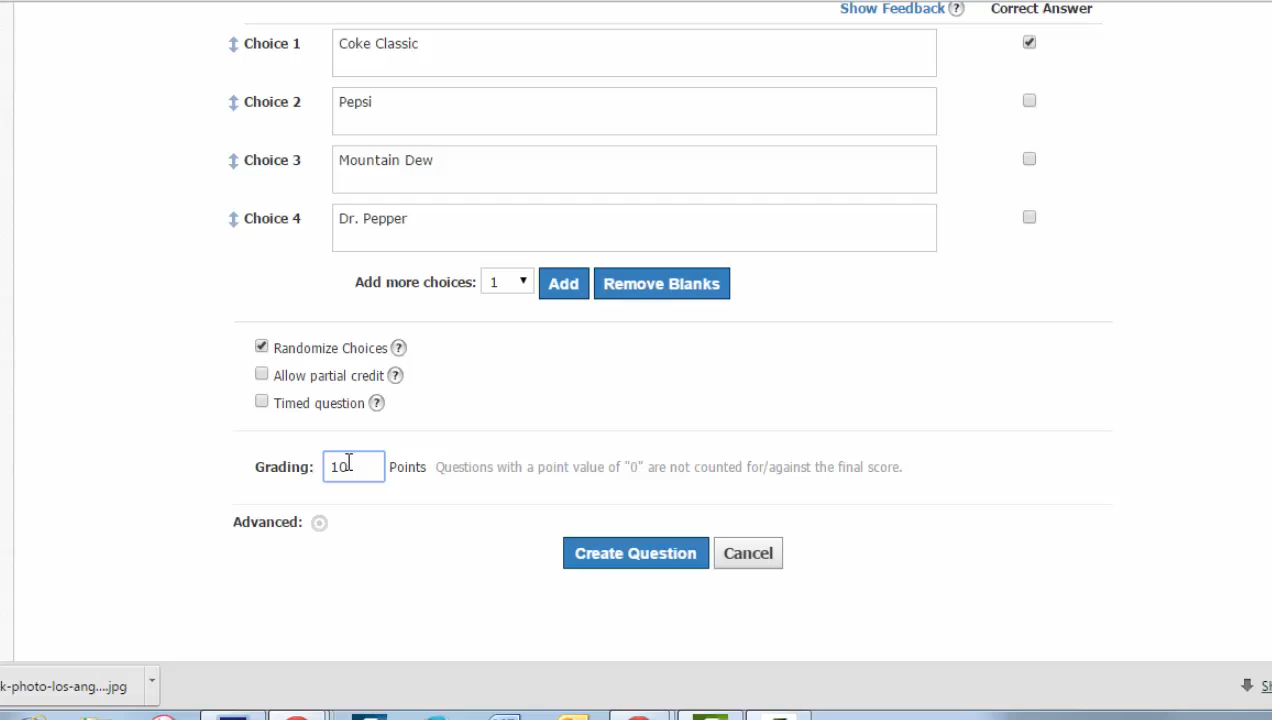 Show Feedback ? Correct Answer
Choice 1 Coke Classic
Choice 2 Pepsi
Choice 3 Mountain Dew
Choice 4 Dr. Pepper
Add more choices: 1 Add Remove Blanks
Randomize Choices ?
Allow partial credit ?
Timed question ?
Grading: 10 Points Questions with a point value of "0" are not counted for/against the final score.
Advanced:
Create Question Cancel
k-photo-los-ang....jpg